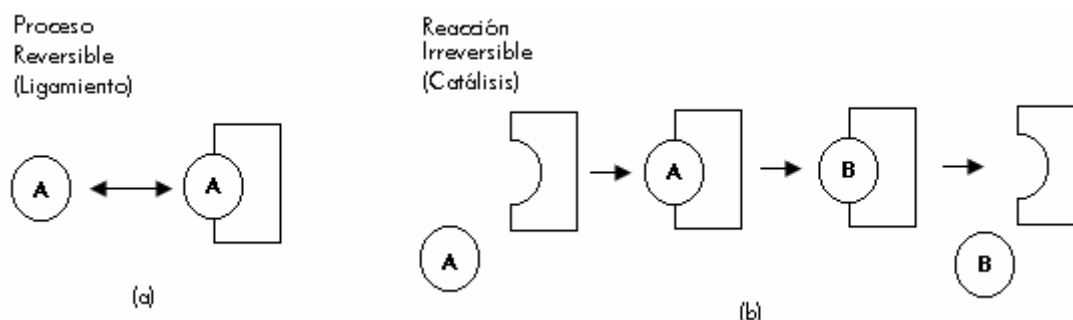 Proceso
Reversible
(Ligamiento)
Reacción
Irreversible
(Catálisis)
A
A
A
A
B
B
(a)
(b)